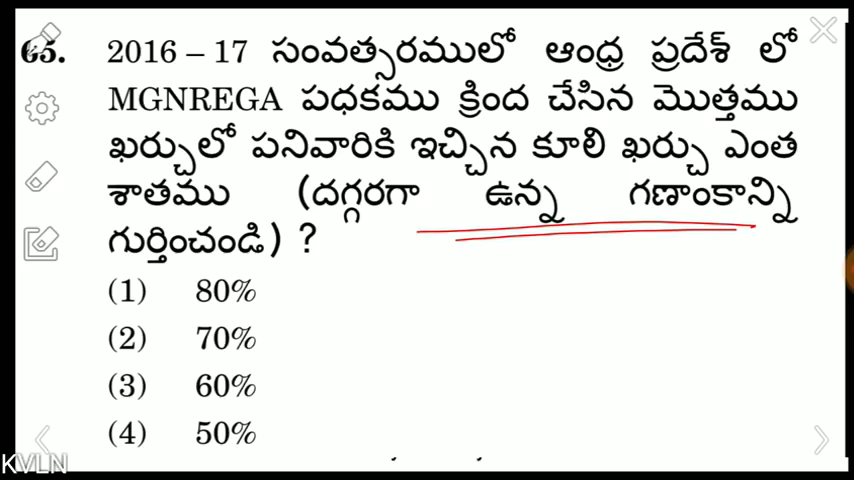 65. 2016 – 17 సంవత్సరములో ఆంధ్ర ప్రదేశ్ లో
MGNREGA పధకము క్రింద చేసిన మొత్తము
ఖర్చులో పనివారికి ఇచ్చిన కూలి ఖర్చు ఎంత
శాతము (దగ్గరగా ఉన్న గణాంకాన్ని
గుర్తించండి) ?
(1) 80%
(2) 70%
(3) 60%
(4) 50%
KVLN